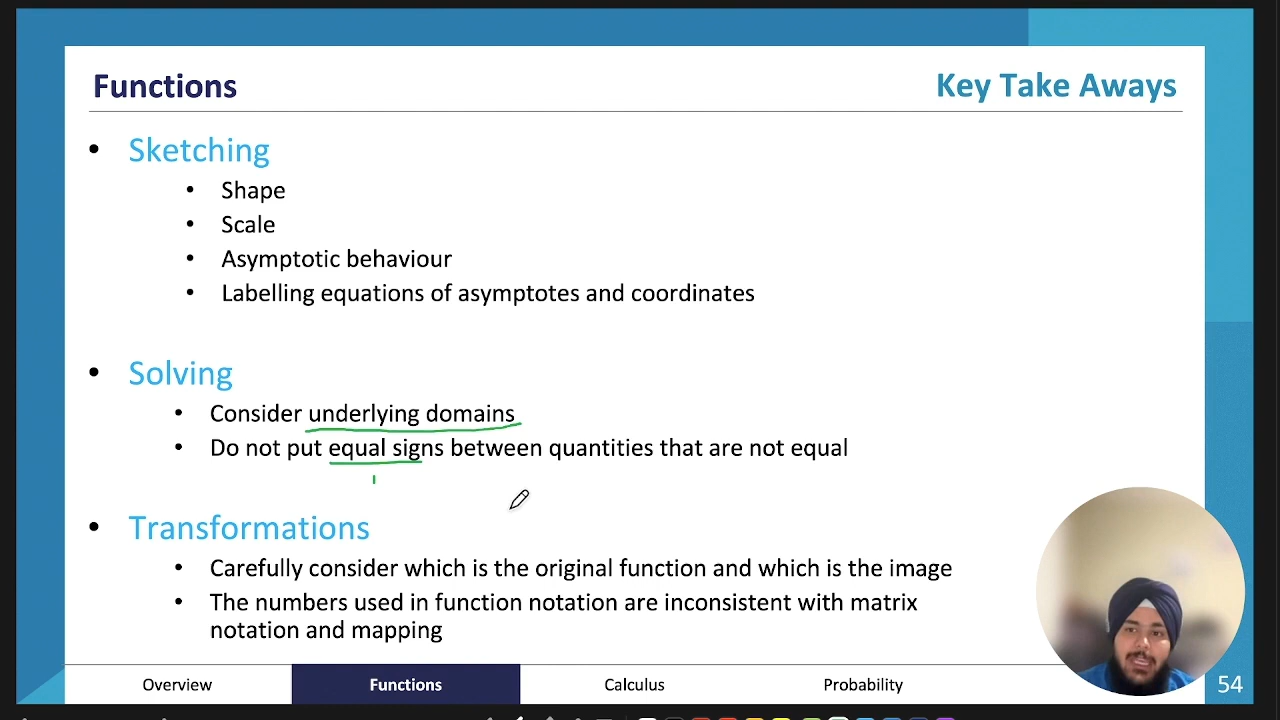 Functions
Key Take Aways
• Sketching
• Shape
• Scale
• Asymptotic behaviour
• Labelling equations of asymptotes and coordinates
• Solving
• Consider underlying domains
• Do not put equal signs between quantities that are not equal
• Transformations
• Carefully consider which is the original function and which is the image
• The numbers used in function notation are inconsistent with matrix
notation and mapping
Overview
Functions
Calculus
Probability
54